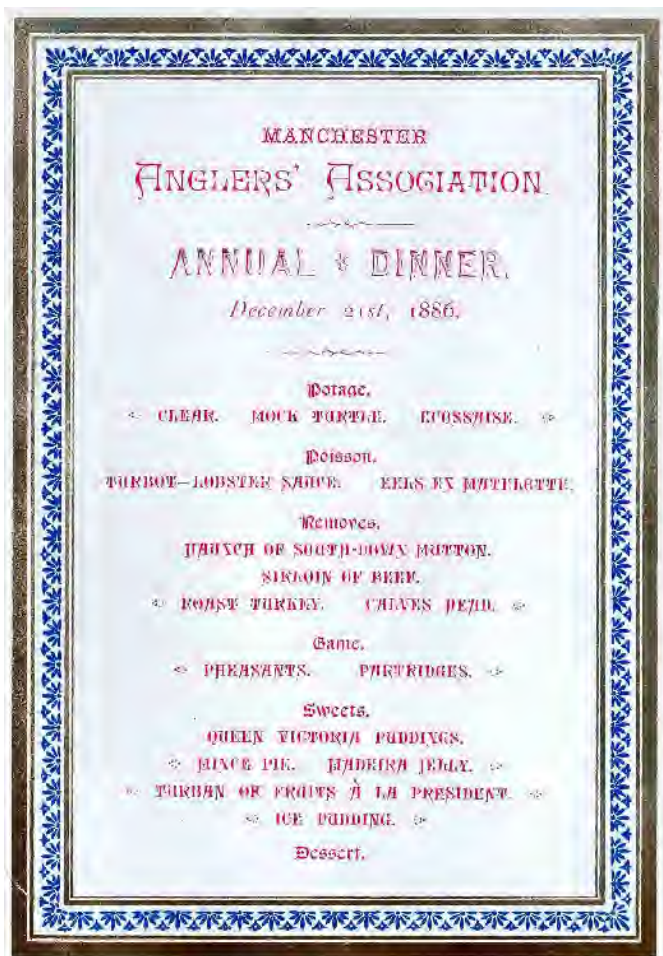 MANCHESTER
ANGLERS' ASSOCIATION
ANNUAL DINNER.
December 21st, 1886.
Potage.
CLEAR. MOCK TURTLE. ECOSSAISE.
Poisson.
TURBOT—LOBSTER SAUCE. EELS EN MATELOTTE.
Removes.
HAUNCH OF SOUTH-DOWN MUTTON.
SIRLOIN OF BEEF.
ROAST TURKEY. CALVES HEAD.
Game.
PHEASANTS. PARTRIDGES.
Sweets.
QUEEN VICTORIA PUDDINGS.
MINCE PIE. MADEIRA JELLY.
TURBAN OF FRUITS À LA PRESIDENT.
ICE PUDDING.
Dessert.